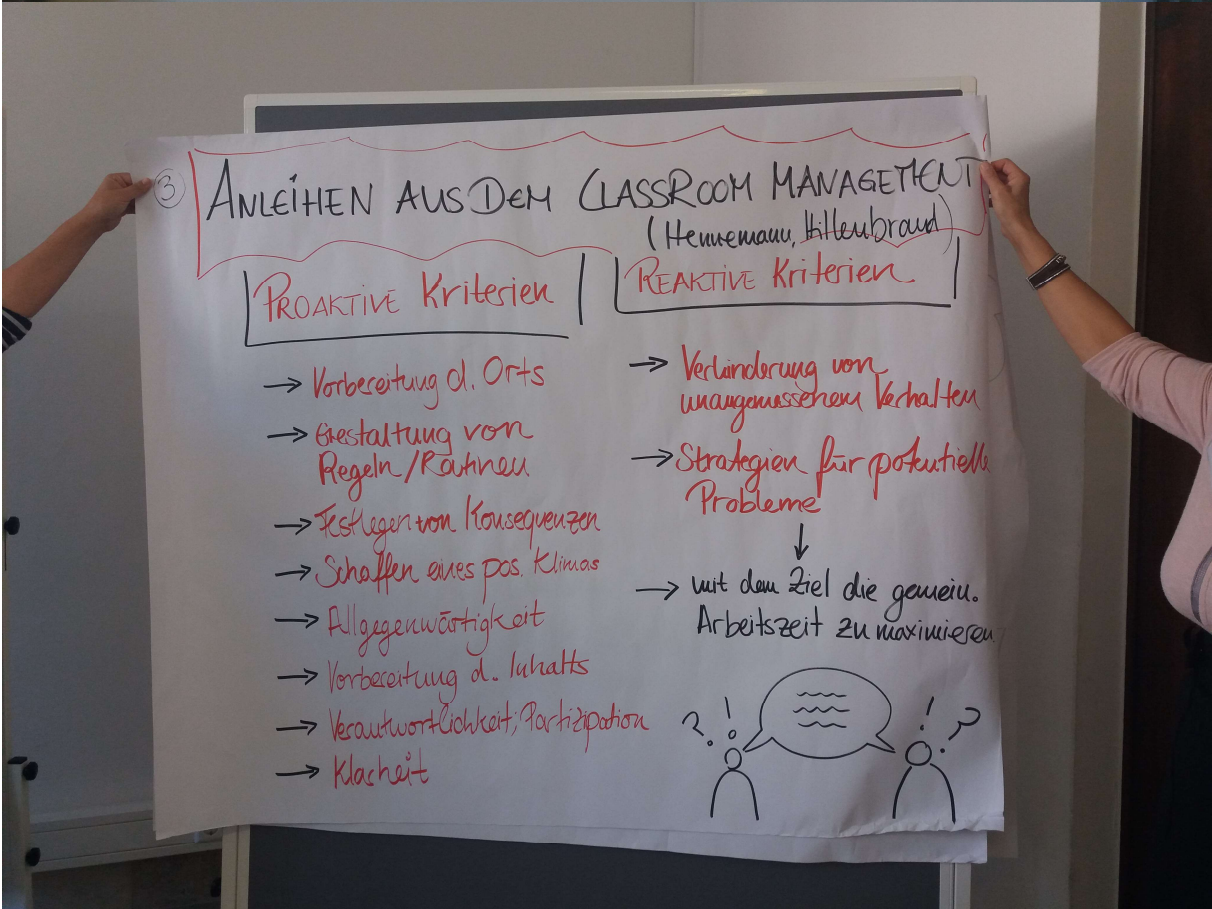 3
ANLEIHEN AUS DEM CLASSROOM MANAGEMENT
(Hennemann, Hillenbrand)
PROAKTIVE Kriterien
→ Vorbereitung d. Orts
→ Gestaltung von
Regeln/Routinen
→ Festlegen von Konsequenzen
→ Schaffen eines pos. Klimas
→ Allgegenwärtigkeit
→ Vorbereitung d. Inhalts
→ Verantwortlichkeit; Partizipation
→ Klarheit
REAKTIVE Kriterien
→ Verhinderung von
unangemessenem Verhalten
→ Strategien für potentielle
Probleme
↓
→ mit dem Ziel die gemein.
Arbeitszeit zu maximieren
? ! ! ?